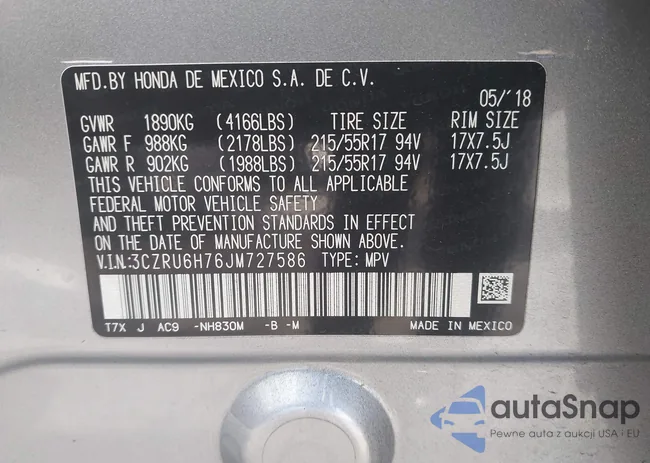 MFD.BY HONDA DE MEXICO S.A. DE C.V.
05/'18
GVWR 1890KG (4166LBS) TIRE SIZE RIM SIZE
GAWR F 988KG (2178LBS) 215/55R17 94V 17X7.5J
GAWR R 902KG (1988LBS) 215/55R17 94V 17X7.5J
THIS VEHICLE CONFORMS TO ALL APPLICABLE
FEDERAL MOTOR VEHICLE SAFETY
AND THEFT PREVENTION STANDARDS IN EFFECT
ON THE DATE OF MANUFACTURE SHOWN ABOVE.
V.I.N.:3CZRU6H76JM727586 TYPE: MPV
T7X J AC9 -NH830M -B -M MADE IN MEXICO
autaSnap
Pewne auta z aukcji USA i EU